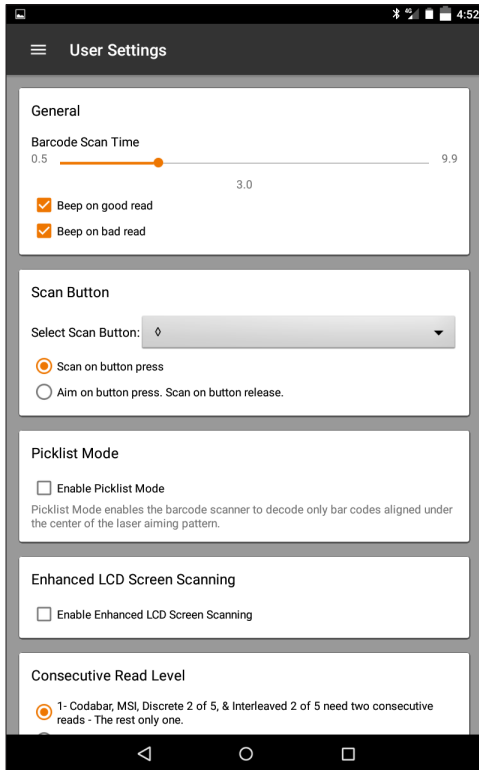 4G 4:52
User Settings
General
Barcode Scan Time
0.5 9.9
3.0
Beep on good read
Beep on bad read
Scan Button
Select Scan Button: ◊
Scan on button press
Aim on button press. Scan on button release.
Picklist Mode
Enable Picklist Mode
Picklist Mode enables the barcode scanner to decode only bar codes aligned under
the center of the laser aiming pattern.
Enhanced LCD Screen Scanning
Enable Enhanced LCD Screen Scanning
Consecutive Read Level
1- Codabar, MSI, Discrete 2 of 5, & Interleaved 2 of 5 need two consecutive
reads - The rest only one.